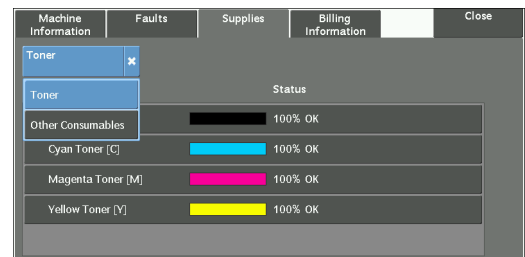 Machine
Information
Faults
Supplies
Billing
Information
Close
Toner
Toner
Other Consumables
Status
100% OK
Cyan Toner [C]
100% OK
Magenta Toner [M]
100% OK
Yellow Toner [Y]
100% OK